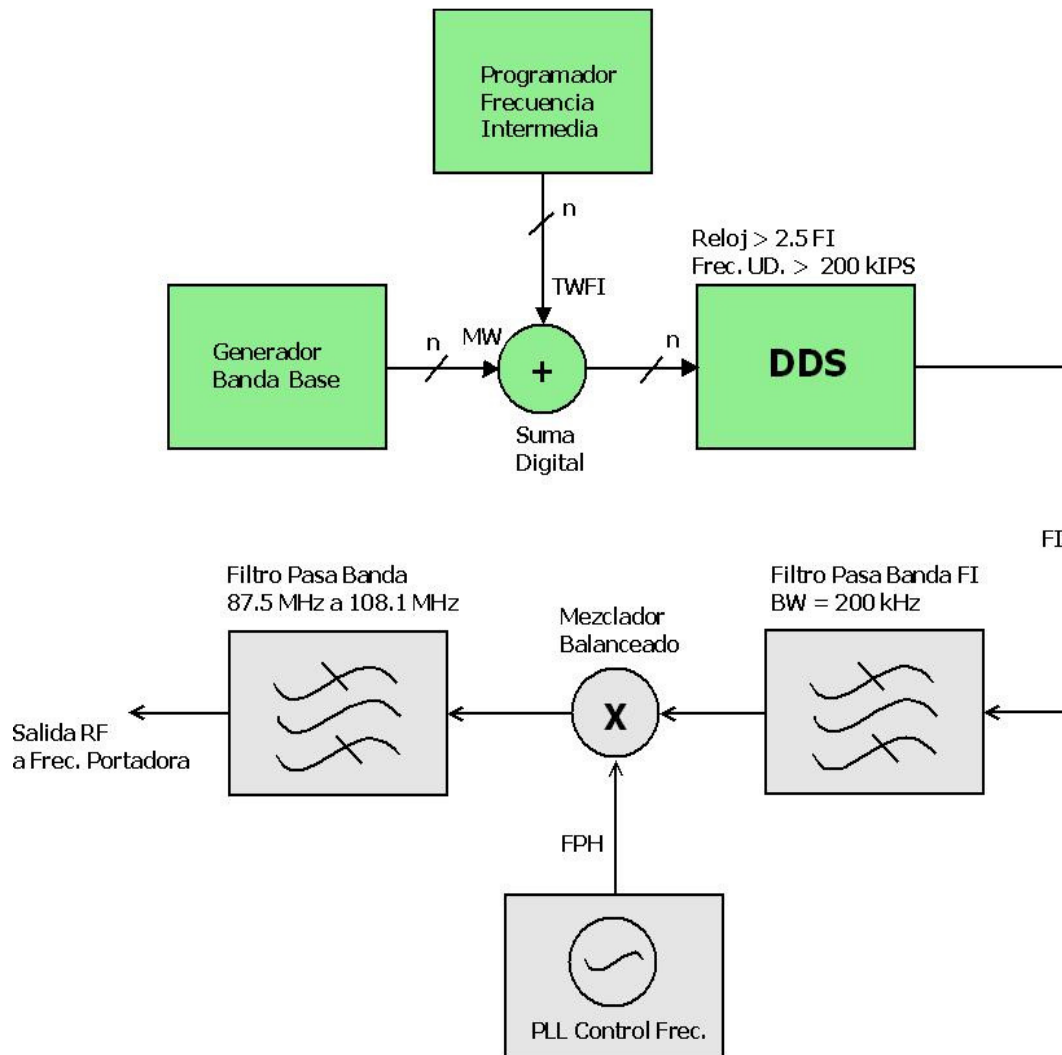 Programador
Frecuencia
Intermedia
n
Reloj > 2.5 FI
Frec. UD. > 200 kIPS
TWFI
Generador
Banda Base
n
MW
+
n
DDS
Suma
Digital
FI
Filtro Pasa Banda
87.5 MHz a 108.1 MHz
Mezclador
Balanceado
Filtro Pasa Banda FI
BW = 200 kHz
X
Salida RF
a Frec. Portadora
FPH
PLL Control Frec.